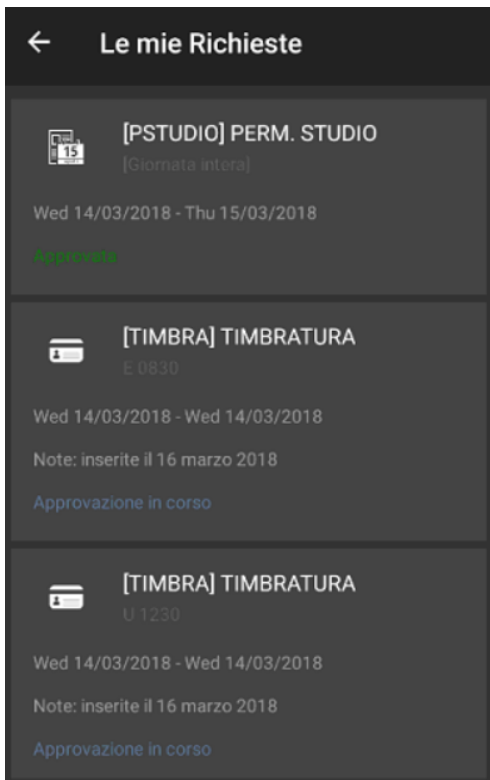 Le mie Richieste
15
[PSTUDIO] PERM. STUDIO
[Giornata intera]
Wed 14/03/2018 - Thu 15/03/2018
Approvata
[TIMBRA] TIMBRATURA
E 0830
Wed 14/03/2018 - Wed 14/03/2018
Note: inserite il 16 marzo 2018
Approvazione in corso
[TIMBRA] TIMBRATURA
U 1230
Wed 14/03/2018 - Wed 14/03/2018
Note: inserite il 16 marzo 2018
Approvazione in corso